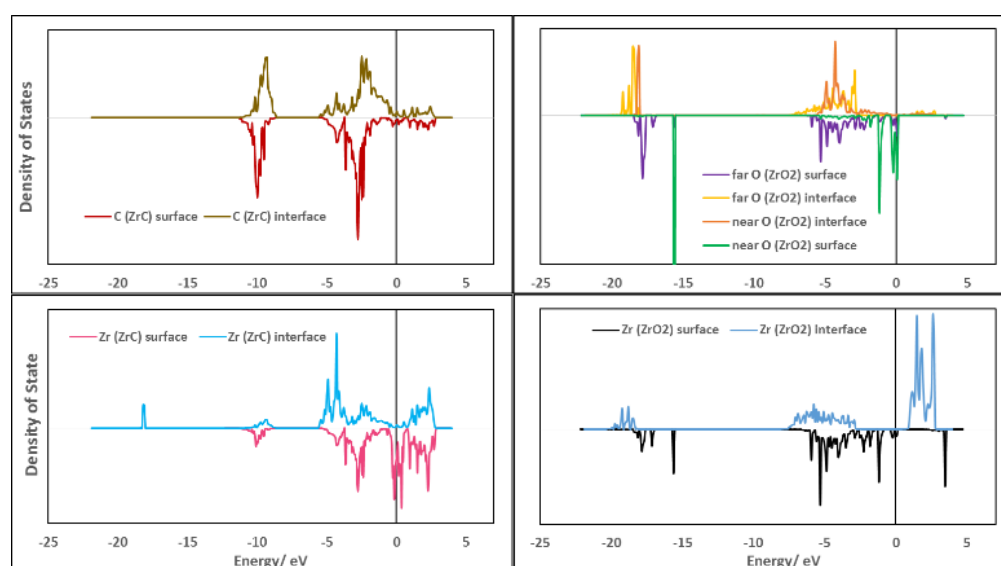 Density of States
C (ZrC) surface C (ZrC) interface
-25 -20 -15 -10 -5 0 5
far O (ZrO2) surface
far O (ZrO2) interface
near O (ZrO2) interface
near O (ZrO2) surface
-25 -20 -15 -10 -5 0 5
Density of State
Zr (ZrC) surface Zr (ZrC) interface
-25 -20 -15 -10 -5 0 5
Energy/ eV
Zr (ZrO2) surface Zr (ZrO2) Interface
-25 -20 -15 -10 -5 0 5
Energy/ eV